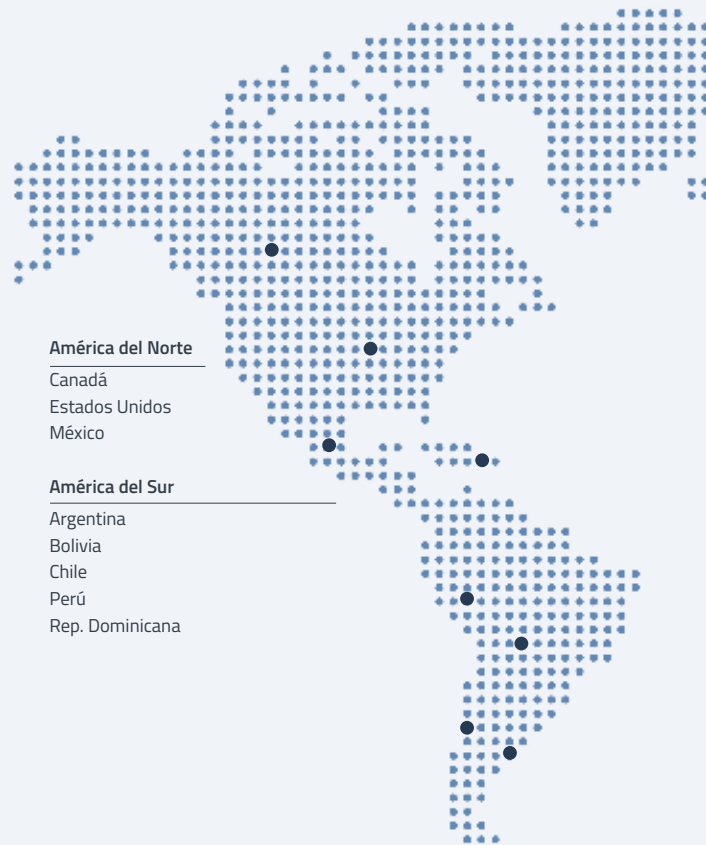 América del Norte
Canadá
Estados Unidos
México
América del Sur
Argentina
Bolivia
Chile
Perú
Rep. Dominicana